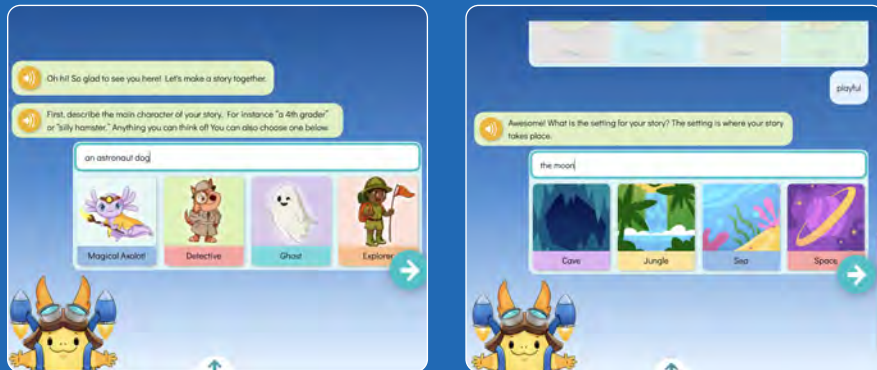 Oh hi! So glad to see you here! Let's make a story together.
First, describe the main character of your story. For instance "a 4th grader"
or "silly hamster." Anything you can think of! You can also choose one below.
an astronaut dog
Magical Axolotl
Detective
Ghost
Explorer
playful
Awesome! What is the setting for your story? The setting is where your story
takes place.
the moon
Cave
Jungle
Sea
Space